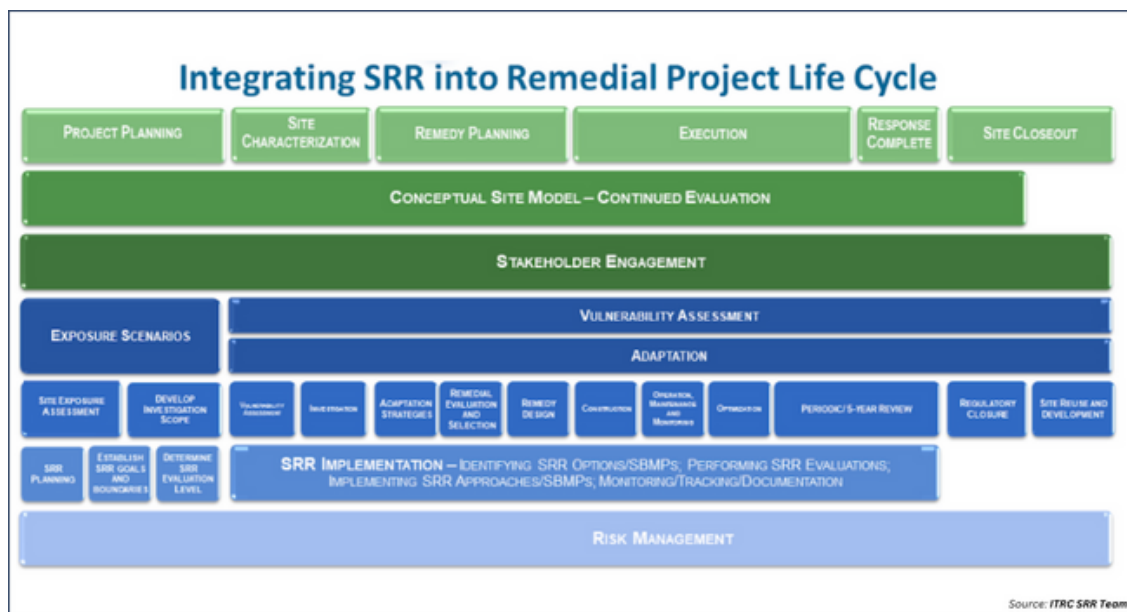 Integrating SRR into Remedial Project Life Cycle
PROJECT PLANNING
SITE
CHARACTERIZATION
REMEDY PLANNING
EXECUTION
RESPONSE
COMPLETE
SITE CLOSEOUT
CONCEPTUAL SITE MODEL – CONTINUED EVALUATION
STAKEHOLDER ENGAGEMENT
EXPOSURE SCENARIOS
VULNERABILITY ASSESSMENT
ADAPTATION
SITE EXPOSURE
ASSESSMENT
DEVELOP
INVESTIGATION
SCOPE
VULNERABILITY
ASSESSMENT
INVESTIGATION
ADAPTATION
STRATEGIES
REMEDIAL
EVALUATION
AND
SELECTION
REMEDY
DESIGN
CONSTRUCTION
OPERATION,
MAINTENANCE
AND
MONITORING
OPTIMIZATION
PERIODIC/ 5-YEAR REVIEW
REGULATORY
CLOSURE
SITE REUSE AND
DEVELOPMENT
SRR
PLANNING
ESTABLISH
SRR GOALS
AND
BOUNDARIES
DETERMINE
SRR
EVALUATION
LEVEL
SRR IMPLEMENTATION – IDENTIFYING SRR OPTIONS/SBMPS; PERFORMING SRR EVALUATIONS;
IMPLEMENTING SRR APPROACHES/SBMPS; MONITORING/TRACKING/DOCUMENTATION
RISK MANAGEMENT
Source: ITRC SRR Team